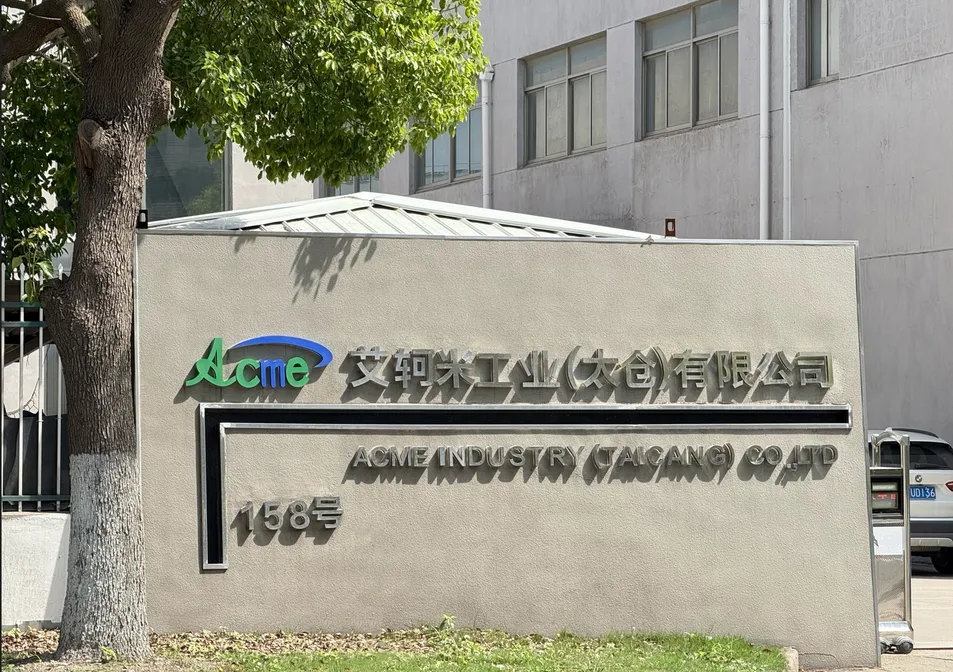 Acme 艾轲米工业(太仓)有限公司
ACME INDUSTRY (TAICANG) CO.,LTD
158号
UD136